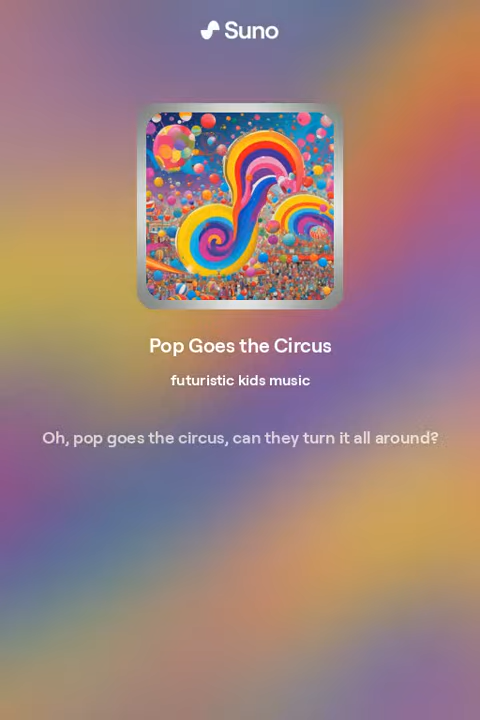 Suno
Pop Goes the Circus
futuristic kids music
Oh, pop goes the circus, can they turn it all around?